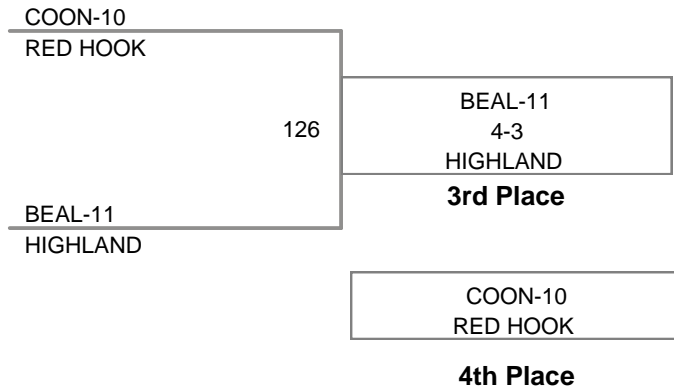 COON-10
RED HOOK
126
BEAL-11
4-3
HIGHLAND
3rd Place
BEAL-11
HIGHLAND
COON-10
RED HOOK
4th Place